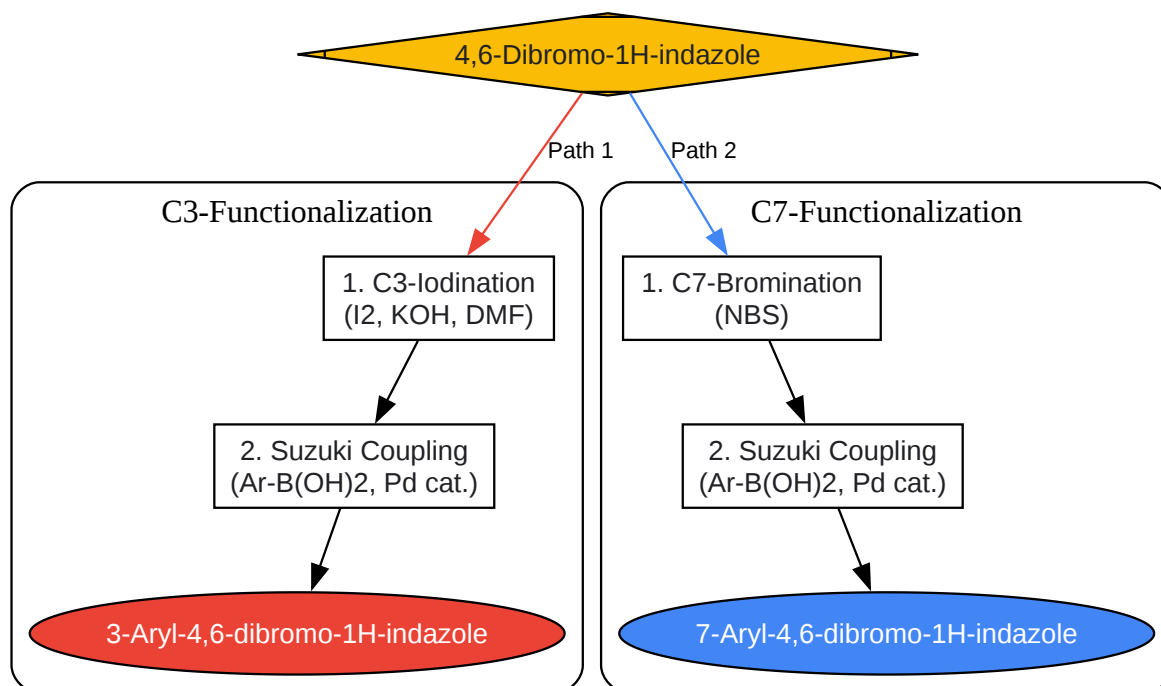 4,6-Dibromo-1H-indazole
Path 1
Path 2
C3-Functionalization
1. C3-Iodination
(I2, KOH, DMF)
2. Suzuki Coupling
(Ar-B(OH)2, Pd cat.)
3-Aryl-4,6-dibromo-1H-indazole
C7-Functionalization
1. C7-Bromination
(NBS)
2. Suzuki Coupling
(Ar-B(OH)2, Pd cat.)
7-Aryl-4,6-dibromo-1H-indazole